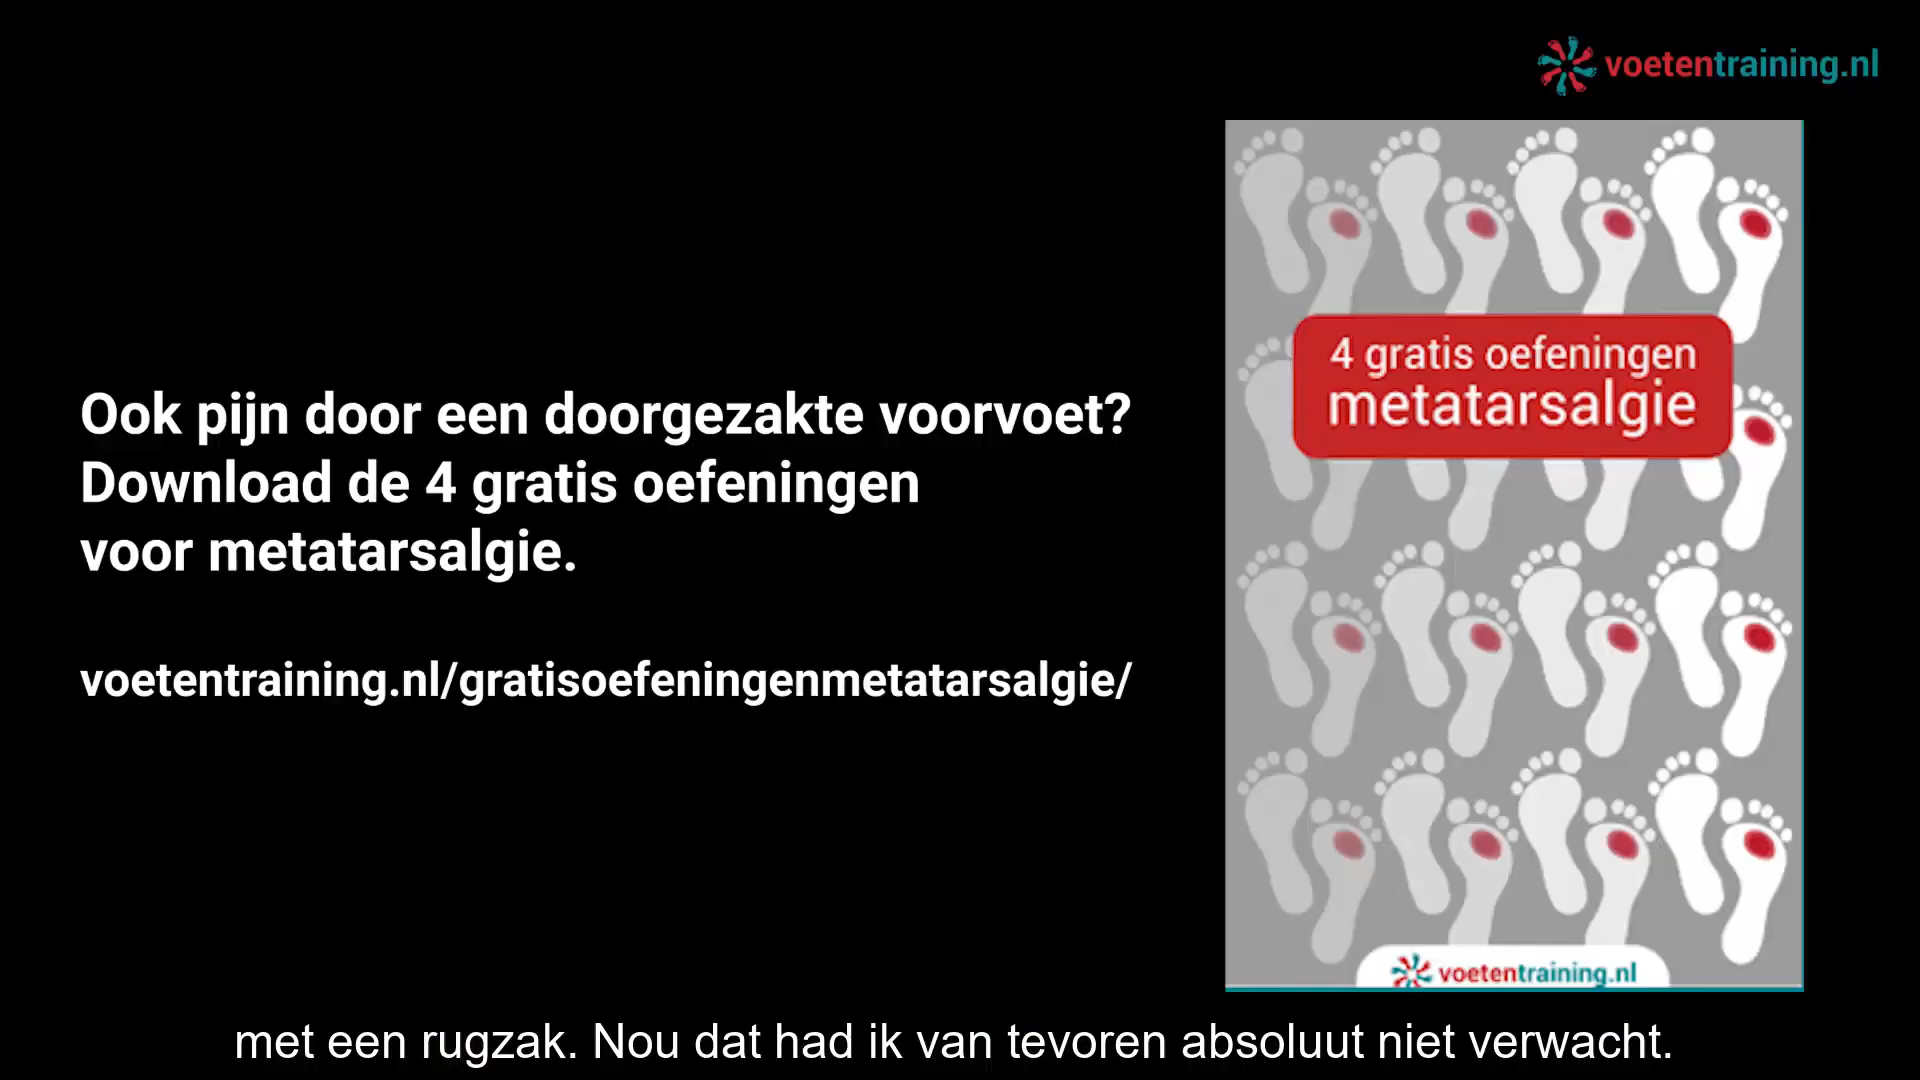 voetentraining.nl
4 gratis oefeningen
metatarsalgie
Ook pijn door een doorgezakte voorvoet?
Download de 4 gratis oefeningen
voor metatarsalgie.
voetentraining.nl/gratisoefeningenmetatarsalgie/
voetentraining.nl
met een rugzak. Nou dat had ik van tevoren absoluut niet verwacht.